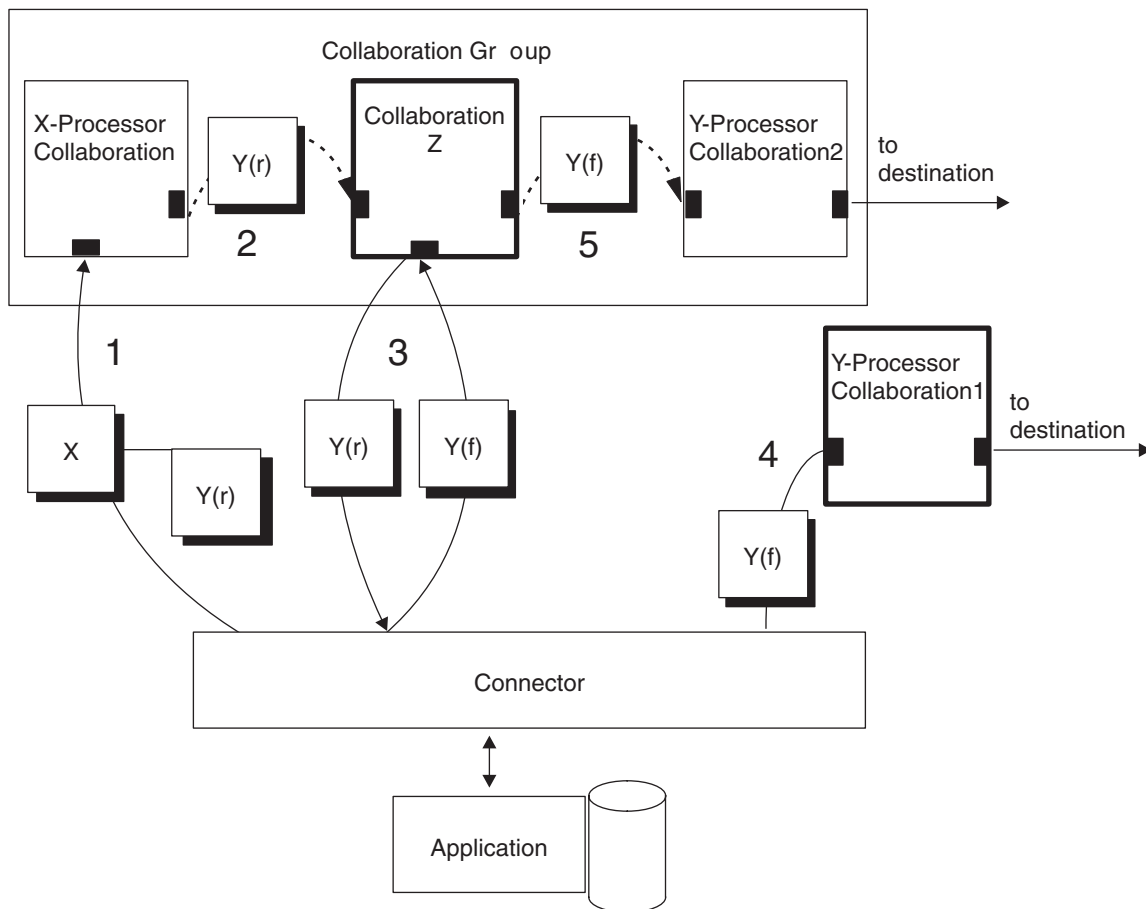 Collaboration Gr oup
X-Processor
Collaboration
Y(r)
2
Collaboration
Z
Y(f)
5
Y-Processor
Collaboration2
to
destination
1
3
X
Y(r)
Y(r)
Y(f)
4
Y(f)
Y-Processor
Collaboration1
to
destination
Connector
Application